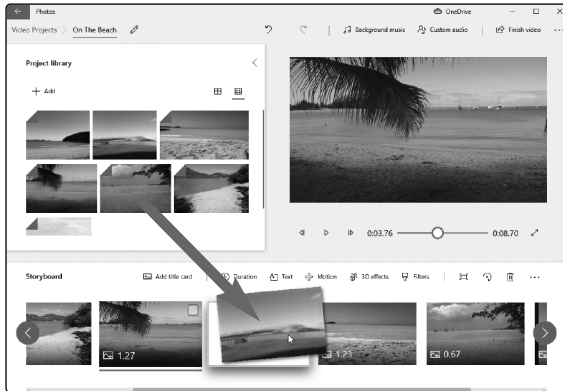 Photos
OneDrive
Video Projects
On The Beach
Background music
Custom audio
Finish video
Project library
Add
0:03.76
0:08.70
Storyboard
Add title card
Duration
Text
Motion
3D effects
Filters
1.27
1.23
0.67